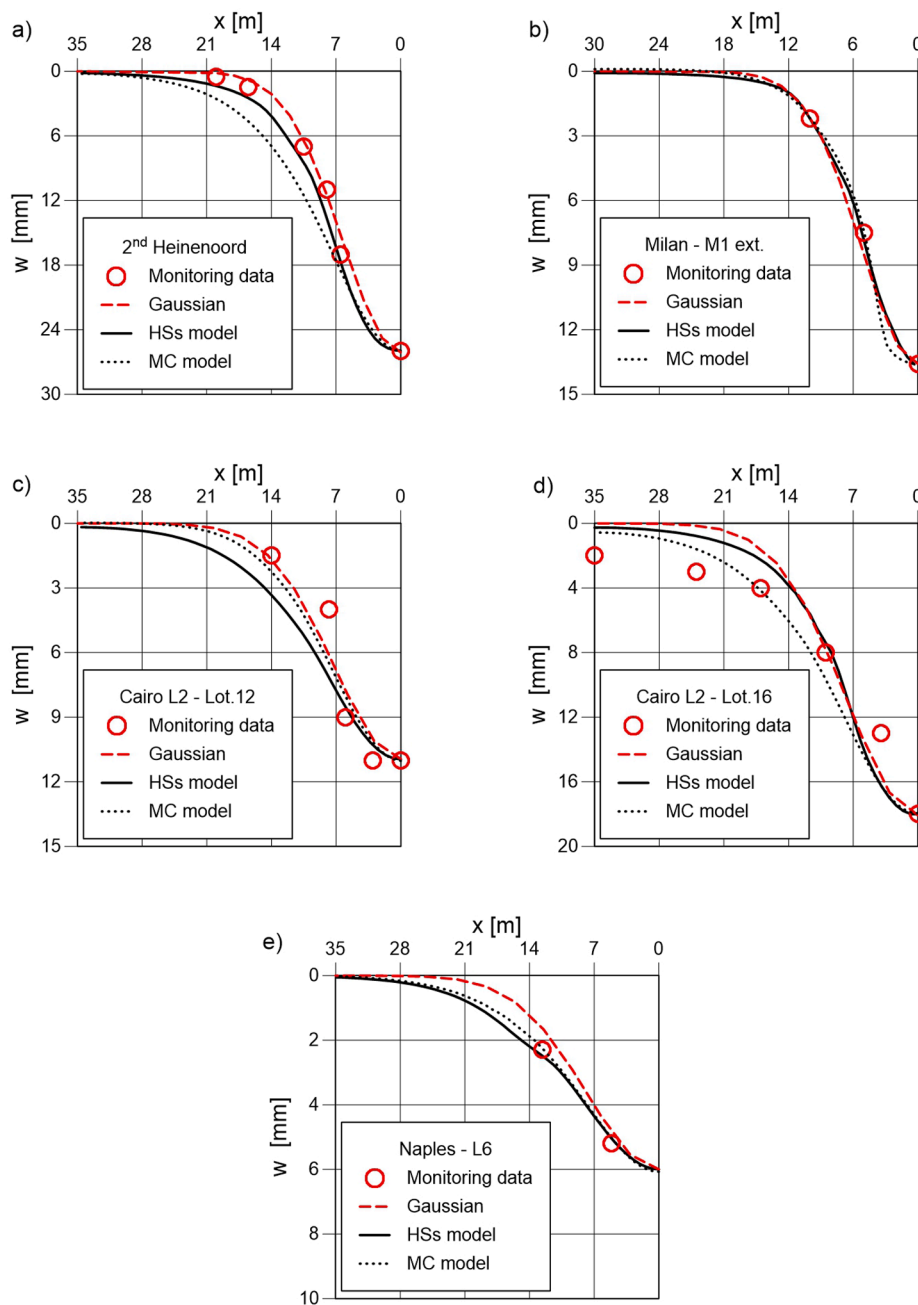 a)
x [m]
35 28 21 14 7 0
0
6
12
18
24
30
w [mm]
2nd Heinenoord
Monitoring data
Gaussian
HSs model
MC model
b)
x [m]
30 24 18 12 6 0
0
3
6
9
12
15
w [mm]
Milan - M1 ext.
Monitoring data
Gaussian
HSs model
MC model
c)
x [m]
35 28 21 14 7 0
0
3
6
9
12
15
w [mm]
Cairo L2 - Lot.12
Monitoring data
Gaussian
HSs model
MC model
d)
x [m]
35 28 21 14 7 0
0
4
8
12
16
20
w [mm]
Cairo L2 - Lot.16
Monitoring data
Gaussian
HSs model
MC model
e)
x [m]
35 28 21 14 7 0
0
2
4
6
8
10
w [mm]
Naples - L6
Monitoring data
Gaussian
HSs model
MC model